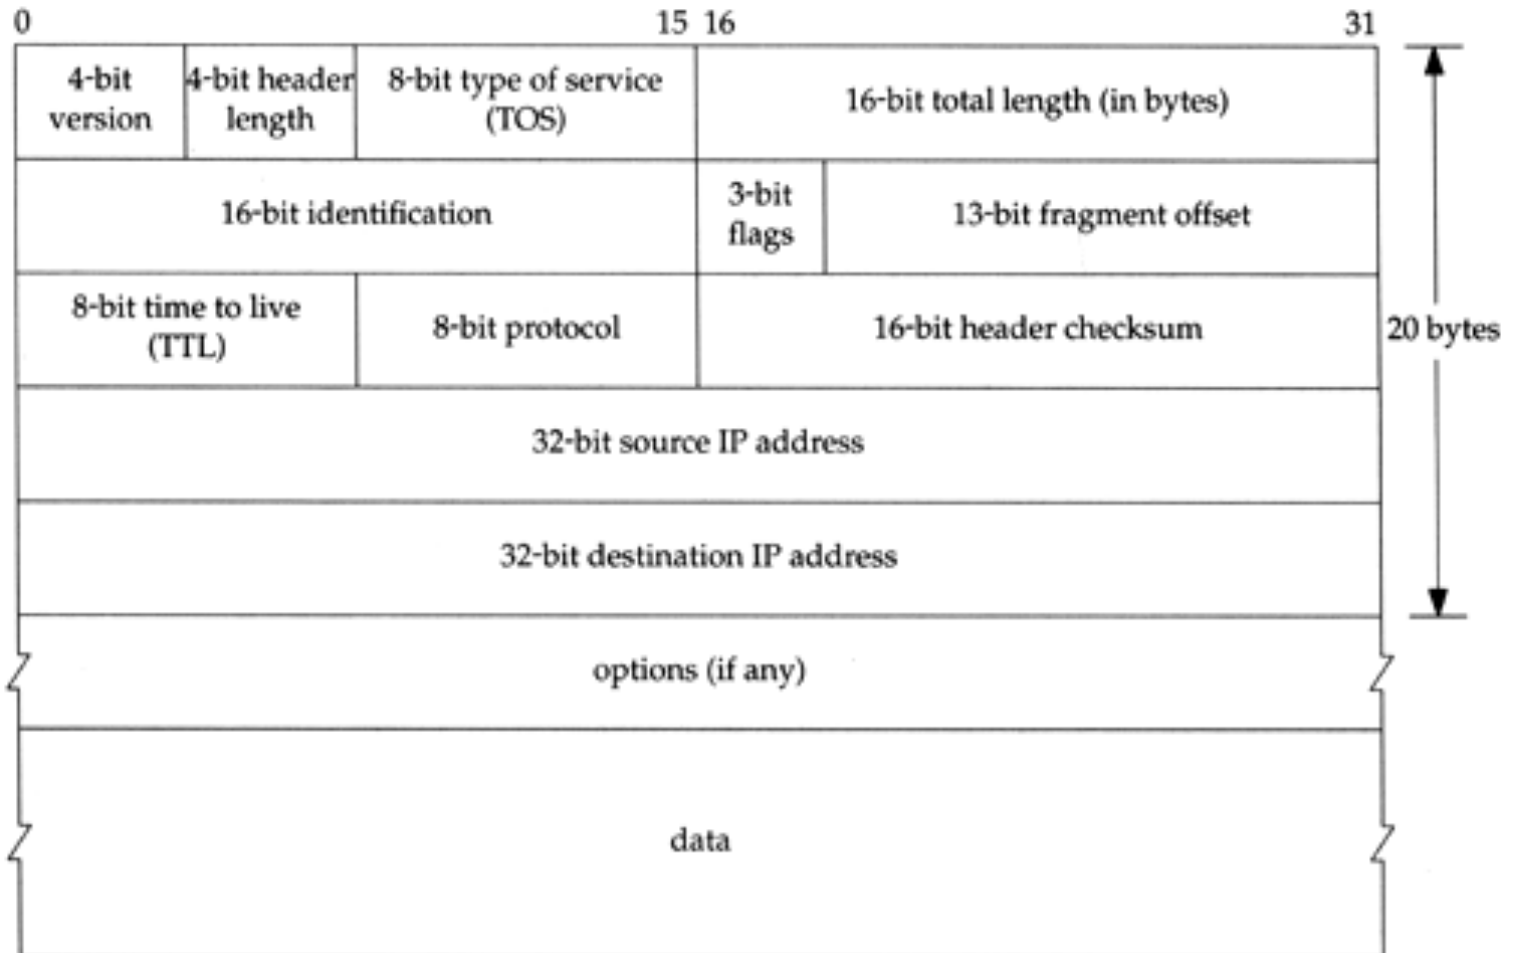 0 15 16 31
4-bit version
4-bit header length
8-bit type of service (TOS)
16-bit total length (in bytes)
16-bit identification
3-bit flags
13-bit fragment offset
8-bit time to live (TTL)
8-bit protocol
16-bit header checksum
20 bytes
32-bit source IP address
32-bit destination IP address
options (if any)
data